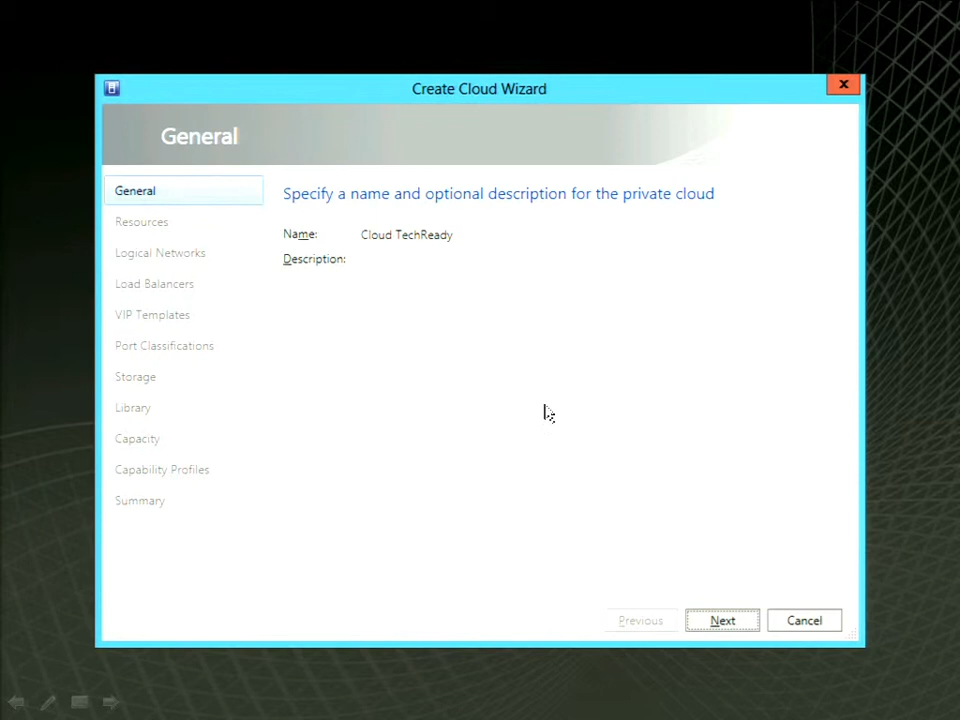 Create Cloud Wizard
x
General
General
Resources
Logical Networks
Load Balancers
VIP Templates
Port Classifications
Storage
Library
Capacity
Capability Profiles
Summary
Specify a name and optional description for the private cloud
Name: Cloud TechReady
Description:
Previous Next Cancel